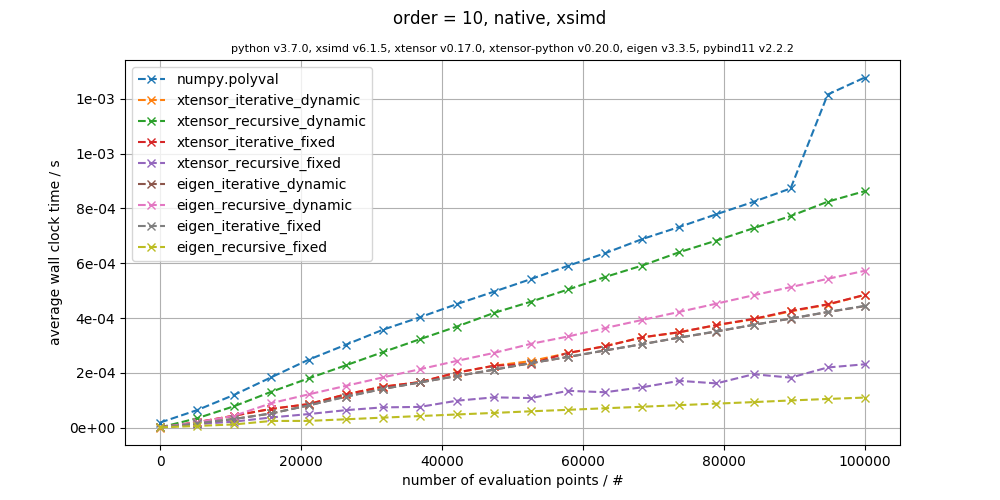 order = 10, native, xsimd
python v3.7.0, xsimd v6.1.5, xtensor v0.17.0, xtensor-python v0.20.0, eigen v3.3.5, pybind11 v2.2.2
numpy.polyval
xtensor_iterative_dynamic
xtensor_recursive_dynamic
xtensor_iterative_fixed
xtensor_recursive_fixed
eigen_iterative_dynamic
eigen_recursive_dynamic
eigen_iterative_fixed
eigen_recursive_fixed
average wall clock time / s
1e-03
1e-03
8e-04
6e-04
4e-04
2e-04
0e+00
0 20000 40000 60000 80000 100000
number of evaluation points / #